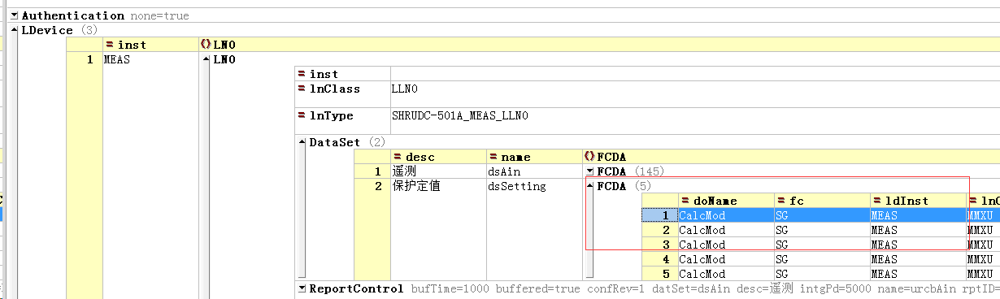 Authentication none=true
LDevice (3)
= inst <> LN0
1 MEAS LN0
= inst
= lnClass LLN0
= lnType SHRUDC-501A_MEAS_LLN0
DataSet (2)
= desc = name <> FCDA
1 遥测 dsAin FCDA (145)
2 保护定值 dsSetting FCDA (5)
= doName = fc = ldInst
1 CalcMod SG MEAS MMXU
2 CalcMod SG MEAS MMXU
3 CalcMod SG MEAS MMXU
4 CalcMod SG MEAS MMXU
5 CalcMod SG MEAS MMXU
ReportControl bufTime=1000 buffered=true confRev=1 datSet=dsAin desc=遥测 intgPd=5000 name=urcbAin rptID=